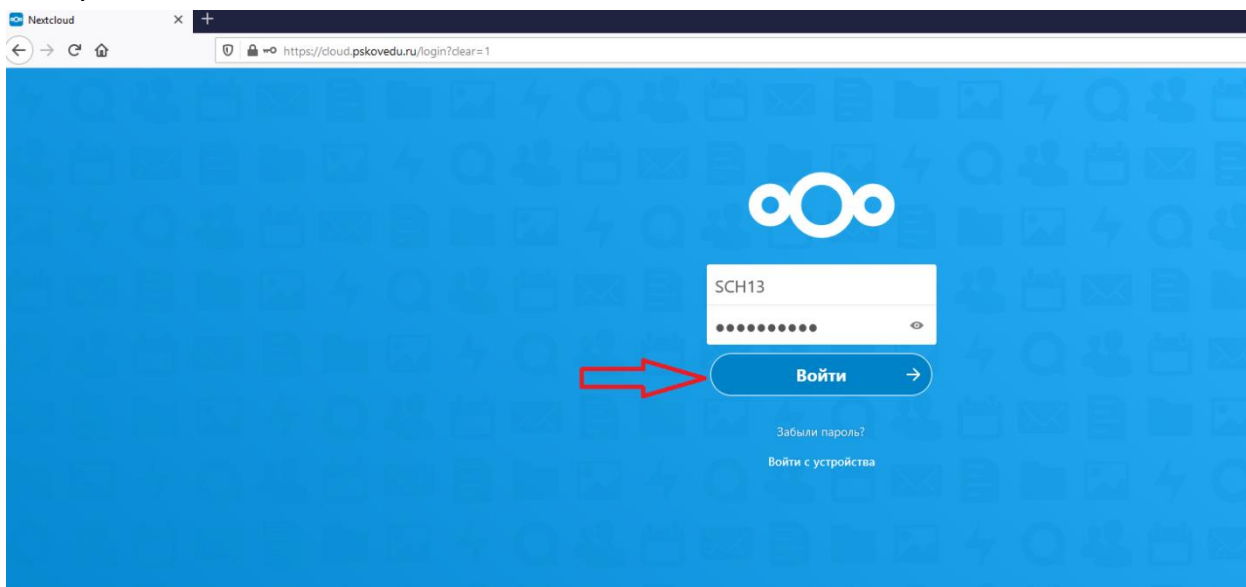 Nextcloud
https://cloud.pskovedu.ru/login?clear=1
SCH13
Войти
Забыли пароль?
Войти с устройства